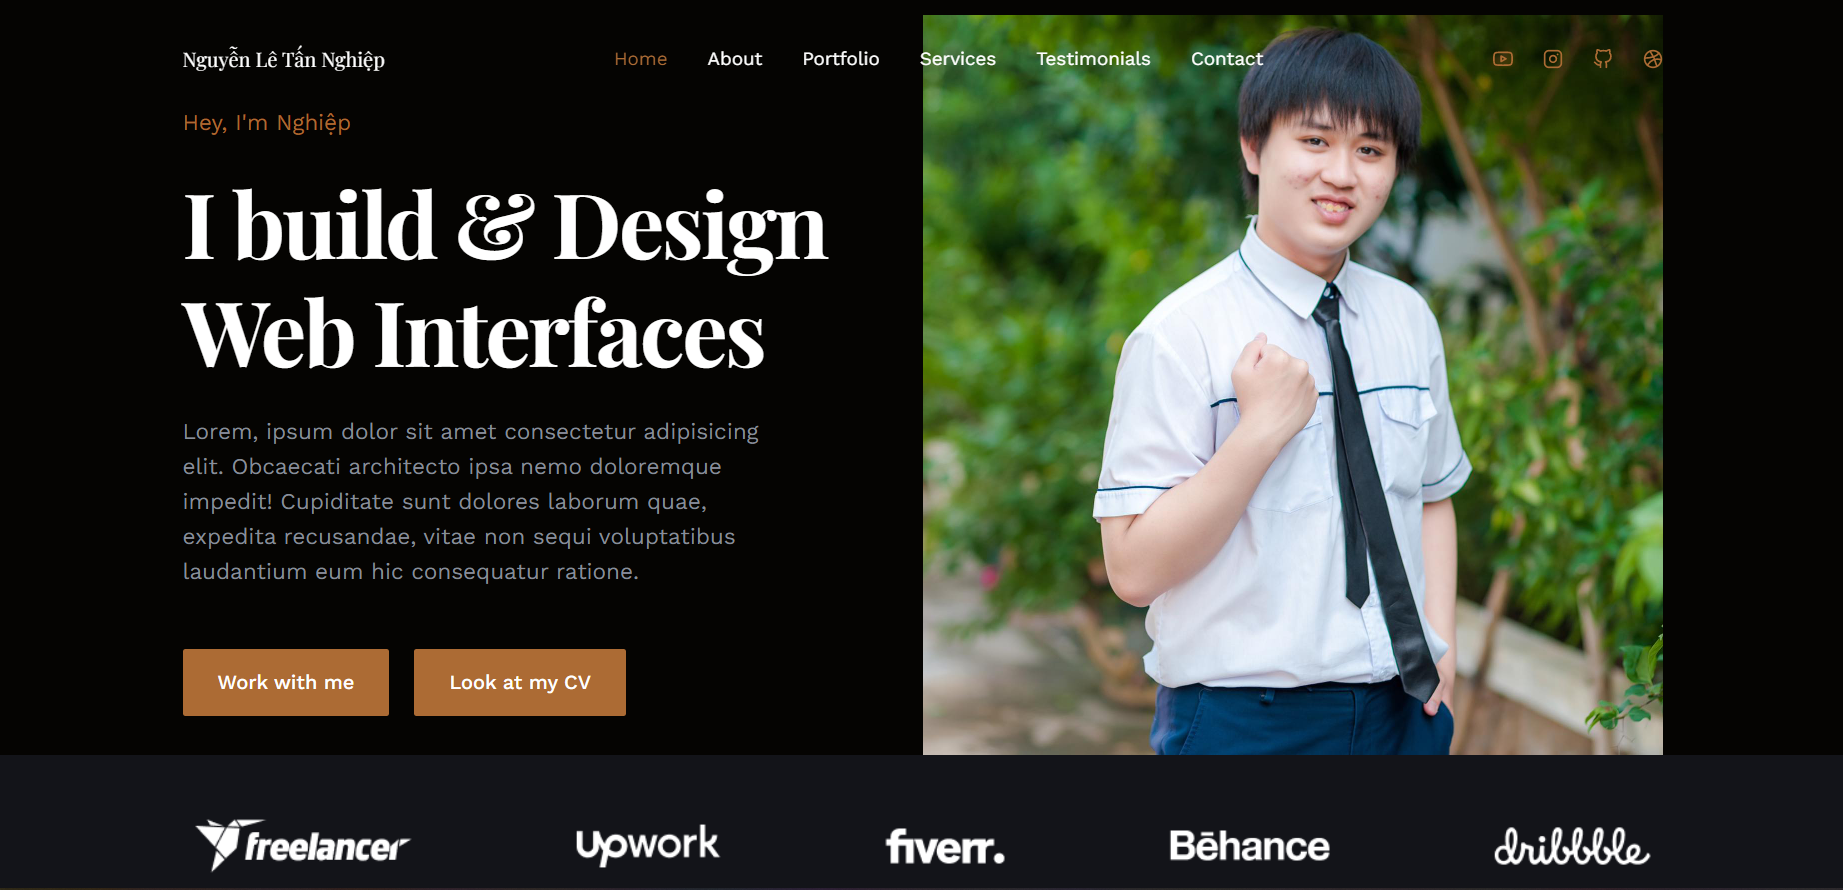 Nguyễn Lê Tấn Nghiệp
Home About Portfolio Services Testimonials Contact
Hey, I'm Nghiệp
I build & Design
Web Interfaces
Lorem, ipsum dolor sit amet consectetur adipisicing
elit. Obcaecati architecto ipsa nemo doloremque
impedit! Cupiditate sunt dolores laborum quae,
expedita recusandae, vitae non sequi voluptatibus
laudantium eum hic consequatur ratione.
Work with me Look at my CV
freelancer Upwork fiverr. Bēhance dribbble